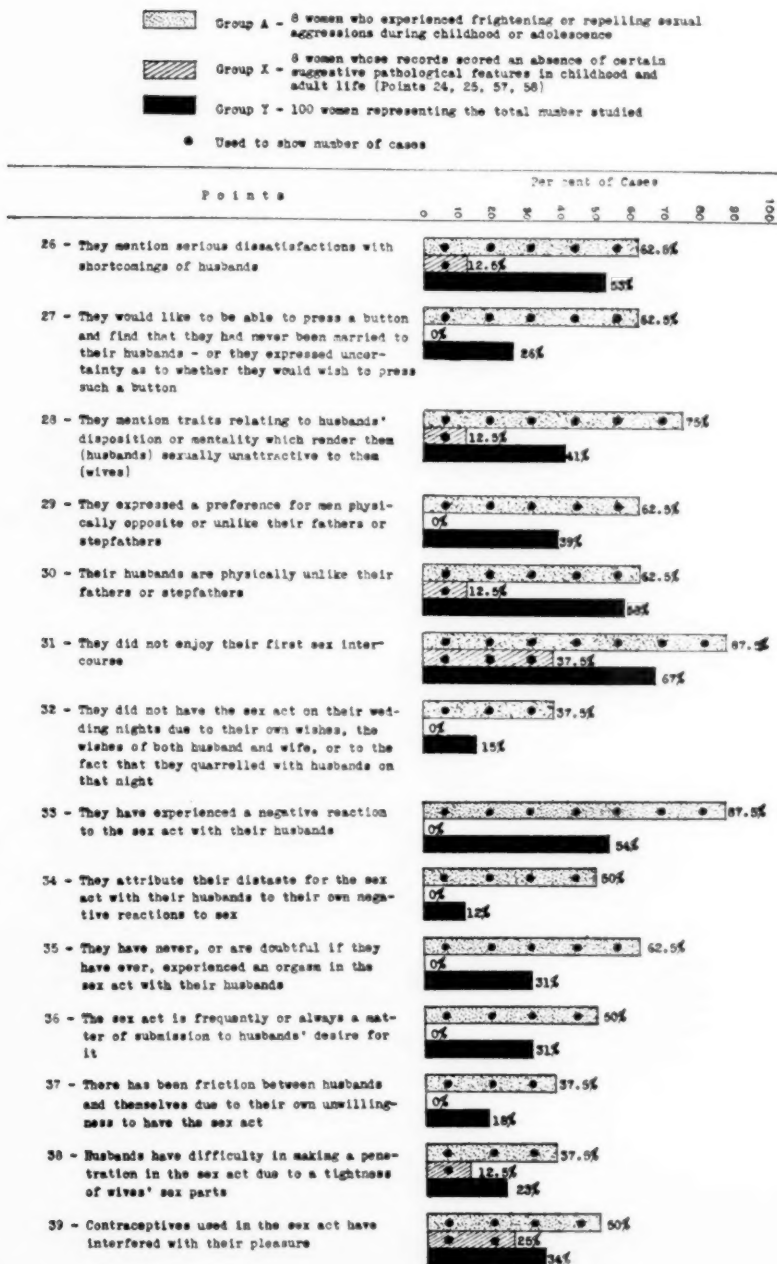 Group A - 8 women who experienced frightening or repelling sexual
aggressions during childhood or adolescence
Group X - 8 women whose records scored an absence of certain
suggestive pathological features in childhood and
adult life (Points 24, 25, 57, 58)
Group Y - 100 women representing the total number studied
Used to show number of cases
Points
Per cent of Cases
0 10 20 30 40 50 60 70 80 90 100
26 - They mention serious dissatisfactions with
shortcomings of husbands
62.5%
12.5%
53%
27 - They would like to be able to press a button
and find that they had never been married to
their husbands - or they expressed uncer-
tainty as to whether they would wish to press
such a button
62.5%
0%
26%
28 - They mention traits relating to husbands'
disposition or mentality which render them
(husbands) sexually unattractive to them
(wives)
75%
12.5%
41%
29 - They expressed a preference for men physi-
cally opposite or unlike their fathers or
stepfathers
62.5%
0%
39%
30 - Their husbands are physically unlike their
fathers or stepfathers
62.5%
12.5%
58%
31 - They did not enjoy their first sex inter-
course
87.5%
37.5%
67%
32 - They did not have the sex act on their wed-
ding nights due to their own wishes, the
wishes of both husband and wife, or to the
fact that they quarrelled with husbands on
that night
37.5%
0%
15%
33 - They have experienced a negative reaction
to the sex act with their husbands
87.5%
0%
54%
34 - They attribute their distaste for the sex
act with their husbands to their own nega-
tive reactions to sex
50%
0%
12%
35 - They have never, or are doubtful if they
have ever, experienced an orgasm in the
sex act with their husbands
62.5%
0%
31%
36 - The sex act is frequently or always a mat-
ter of submission to husbands' desire for
it
50%
0%
31%
37 - There has been friction between husbands
and themselves due to their own unwilling-
ness to have the sex act
37.5%
0%
18%
38 - Husbands have difficulty in making a pene-
tration in the sex act due to a tightness
of wives' sex parts
37.5%
12.5%
23%
39 - Contraceptives used in the sex act have
interfered with their pleasure
50%
25%
34%